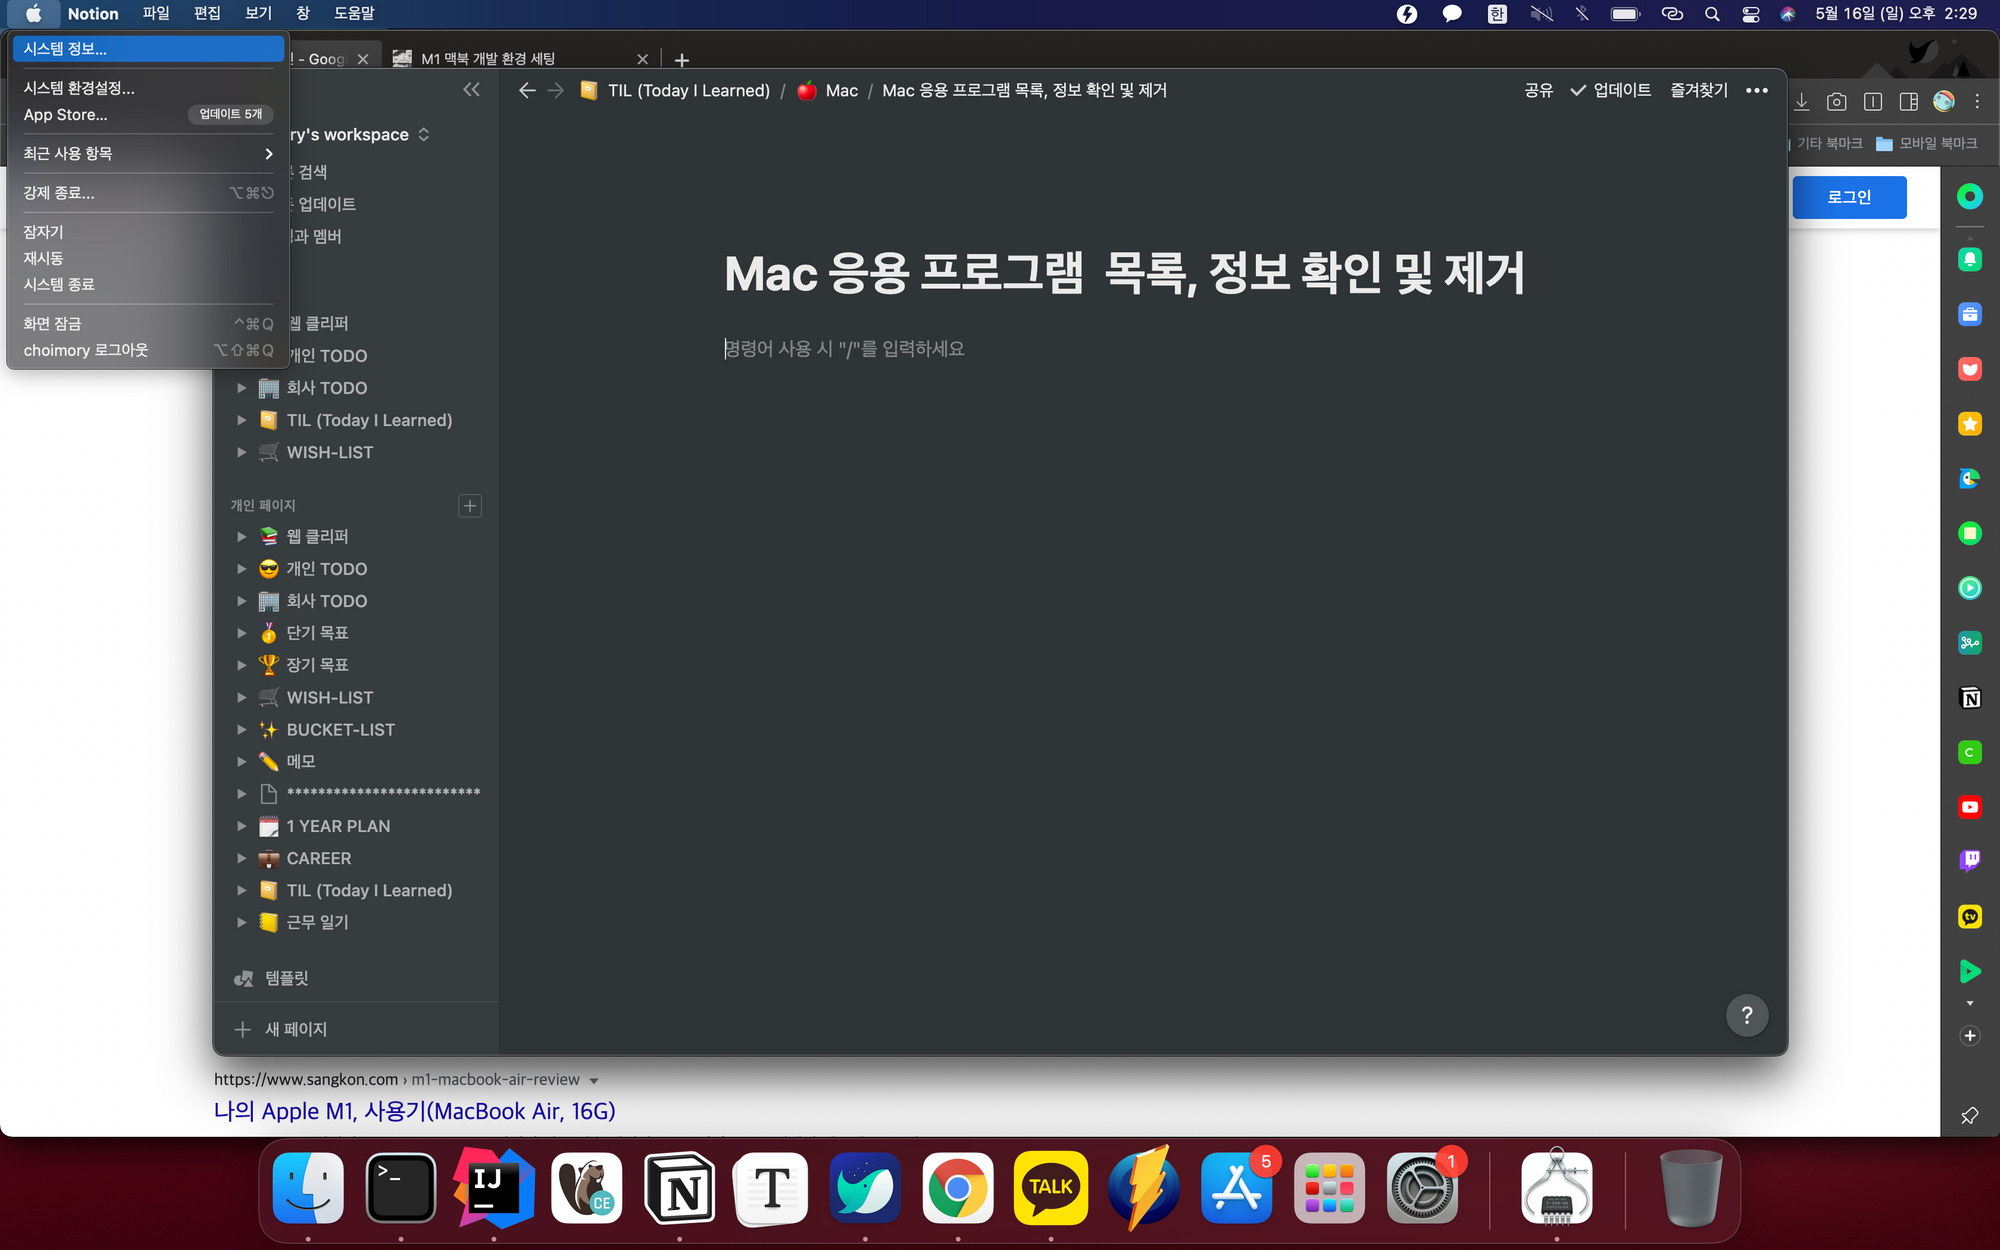 Notion 파일 편집 보기 창 도움말
한
5월 16일 (일) 오후 2:29
시스템 정보...
시스템 환경설정...
App Store... 업데이트 5개
최근 사용 항목
강제 종료... ⌥⌘⎋
잠자기
재시동
시스템 종료
화면 잠금 ^⌘Q
choimory 로그아웃 ⌥⇧⌘Q
! - Googl
M1 맥북 개발 환경 세팅
TIL (Today I Learned) / Mac / Mac 응용 프로그램 목록, 정보 확인 및 제거
공유 업데이트 즐겨찾기
기타 북마크 모바일 북마크
로그인
ry's workspace
검색
업데이트
과 멤버
웹 클리퍼
개인 TODO
회사 TODO
TIL (Today I Learned)
WISH-LIST
개인 페이지
웹 클리퍼
개인 TODO
회사 TODO
단기 목표
장기 목표
WISH-LIST
BUCKET-LIST
메모
*************************
1 YEAR PLAN
CAREER
TIL (Today I Learned)
근무 일기
템플릿
새 페이지
Mac 응용 프로그램 목록, 정보 확인 및 제거
명령어 사용 시 "/"를 입력하세요
?
N
C
tv
https://www.sangkon.com › m1-macbook-air-review
나의 Apple M1, 사용기(MacBook Air, 16G)
>_
IJ
CE
N
T
TALK
5
1